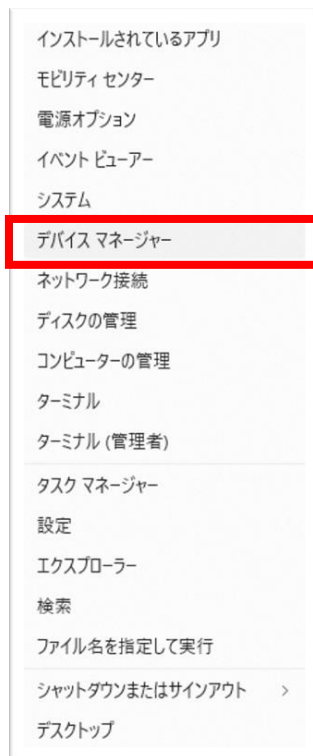 インストールされているアプリ
モビリティ センター
電源オプション
イベント ビューアー
システム
デバイス マネージャー
ネットワーク接続
ディスクの管理
コンピューターの管理
ターミナル
ターミナル (管理者)
タスク マネージャー
設定
エクスプローラー
検索
ファイル名を指定して実行
シャットダウンまたはサインアウト >
デスクトップ